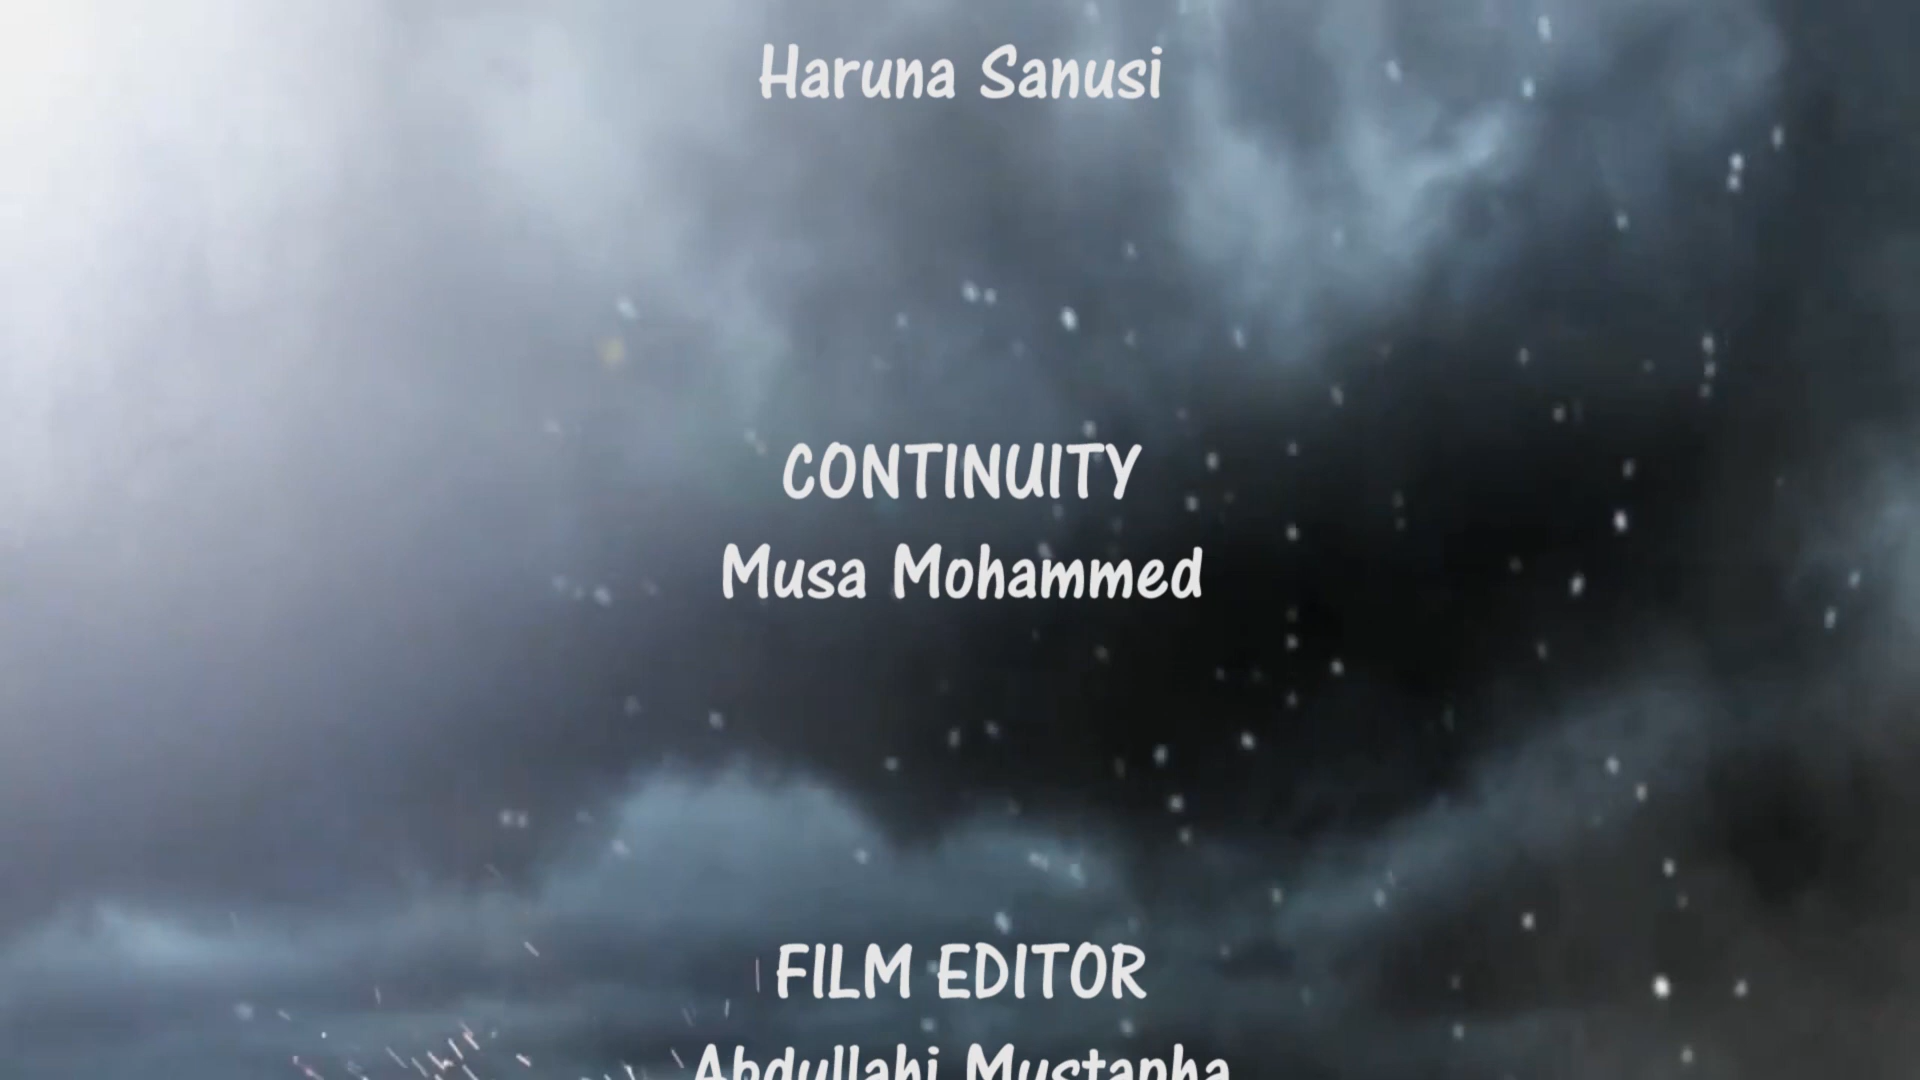 Haruna Sanusi
CONTINUITY
Musa Mohammed
FILM EDITOR
Abdullahi Mustapha